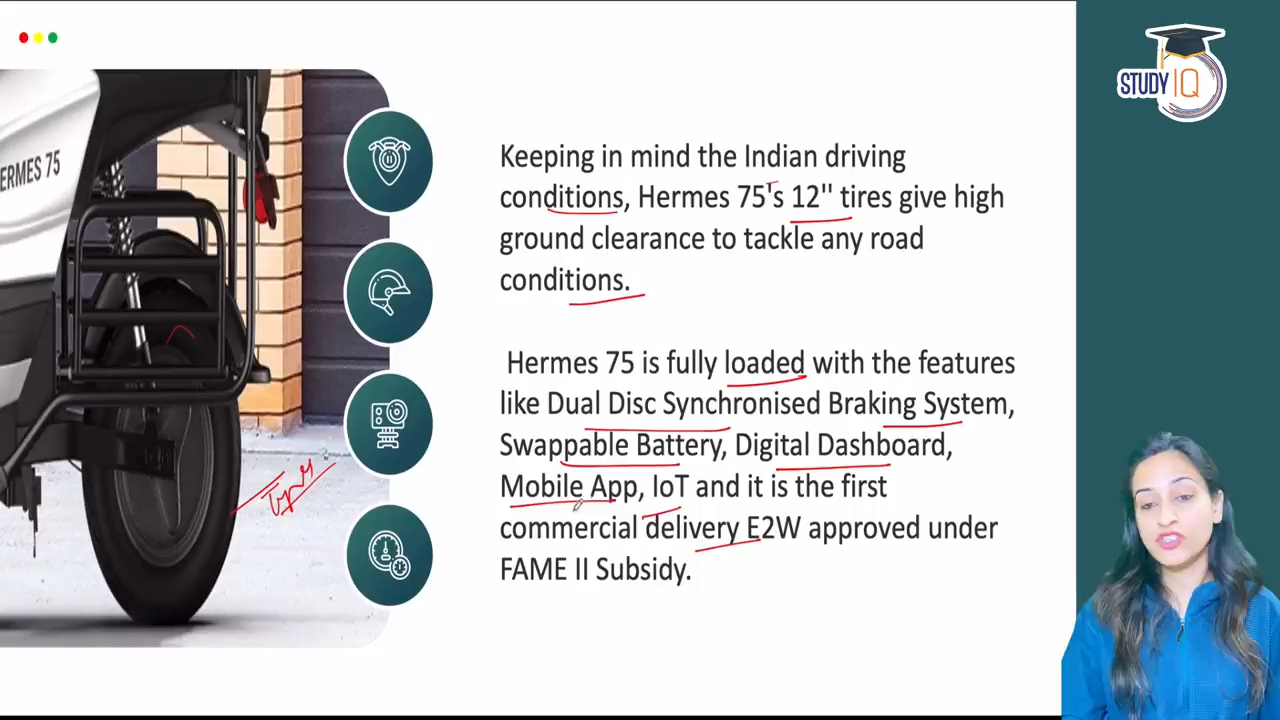 STUDY IQ
HERMES 75
Keeping in mind the Indian driving
conditions, Hermes 75's 12'' tires give high
ground clearance to tackle any road
conditions.
Hermes 75 is fully loaded with the features
like Dual Disc Synchronised Braking System,
Swappable Battery, Digital Dashboard,
Mobile App, IoT and it is the first
commercial delivery E2W approved under
FAME II Subsidy.